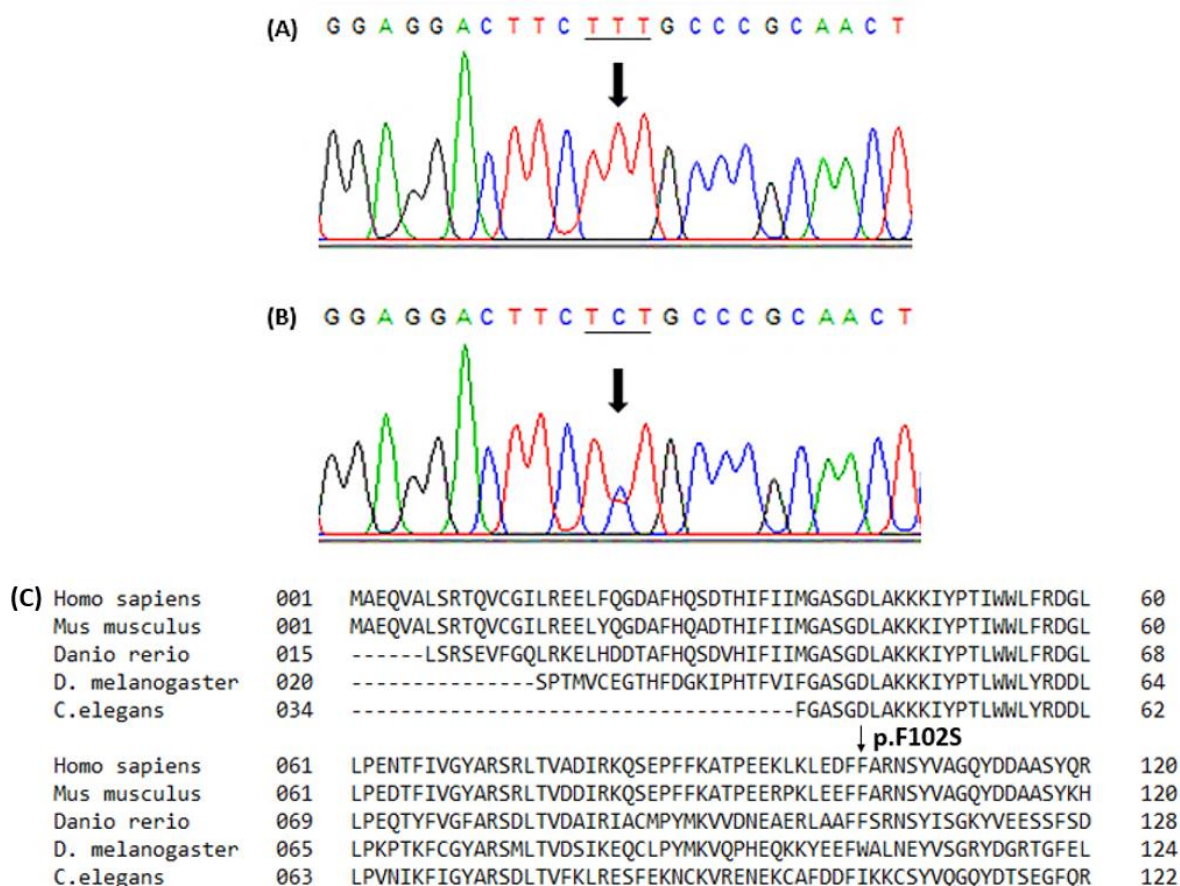 (A) G G A G G A C T T C T T T G C C C G C A A C T
(B) G G A G G A C T T C T C T G C C C G C A A C T
(C) Homo sapiens 001 MAEQVALSRTQVCGILREELFQGDAFHQSDTHIFIIMGASGDLAKKKIYPTIWWLFRDGL 60
Mus musculus 001 MAEQVALSRTQVCGILREELYQGDAFHQADTHIFIIMGASGDLAKKKIYPTIWWLFRDGL 60
Danio rerio 015 ------LSRSEVFGQLRKELHDDTAFHQSDVHIFIIMGASGDLAKKKIYPTLWWLFRDGL 68
D. melanogaster 020 ---------------SPTMVCEGTHFDGKIPHTFVIFGASGDLAKKKIYPTLWWLYRDDL 64
C.elegans 034 -------------------------------------FGASGDLAKKKIYPTLWWLYRDDL 62
p.F102S
Homo sapiens 061 LPENTFIVGYARSRLTVADIRKQSEPFFKATPEEKLKLEDFFARNSYVAGQYDDAASYQR 120
Mus musculus 061 LPEDTFIVGYARSRLTVDDIRKQSEPFFKATPEERPKLEEFFARNSYVAGQYDDAASYKH 120
Danio rerio 069 LPEQTYFVGFARSDLTVDAIRIACMPYMKVVDNEAERLAAFFSRNSYISGKYVEESSFSD 128
D. melanogaster 065 LPKPTKFCGYARSMLTVDSIKEQCLPYMKVQPHEQKKYEEFWALNEYVSGRYDGRTGFEL 124
C.elegans 063 LPVNIKFIGYARSDLTVFKLRESFEKNCKVRENEKCAFDDFIKKCSYVQGQYDTSEGFQR 122